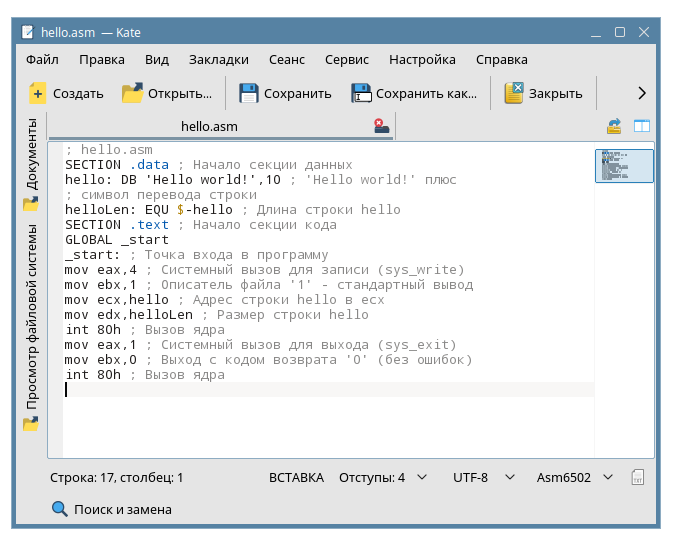 hello.asm — Kate
Файл Правка Вид Закладки Сеанс Сервис Настройка Справка
Создать Открыть... Сохранить Сохранить как... Закрыть
hello.asm
Документы
Просмотр файловой системы
; hello.asm
SECTION .data ; Начало секции данных
hello: DB 'Hello world!',10 ; 'Hello world!' плюс
; символ перевода строки
helloLen: EQU $-hello ; Длина строки hello
SECTION .text ; Начало секции кода
GLOBAL _start
_start: ; Точка входа в программу
mov eax,4 ; Системный вызов для записи (sys_write)
mov ebx,1 ; Описатель файла '1' - стандартный вывод
mov ecx,hello ; Адрес строки hello в ecx
mov edx,helloLen ; Размер строки hello
int 80h ; Вызов ядра
mov eax,1 ; Системный вызов для выхода (sys_exit)
mov ebx,0 ; Выход с кодом возврата '0' (без ошибок)
int 80h ; Вызов ядра
Строка: 17, столбец: 1 ВСТАВКА Отступы: 4 UTF-8 Asm6502
Поиск и замена